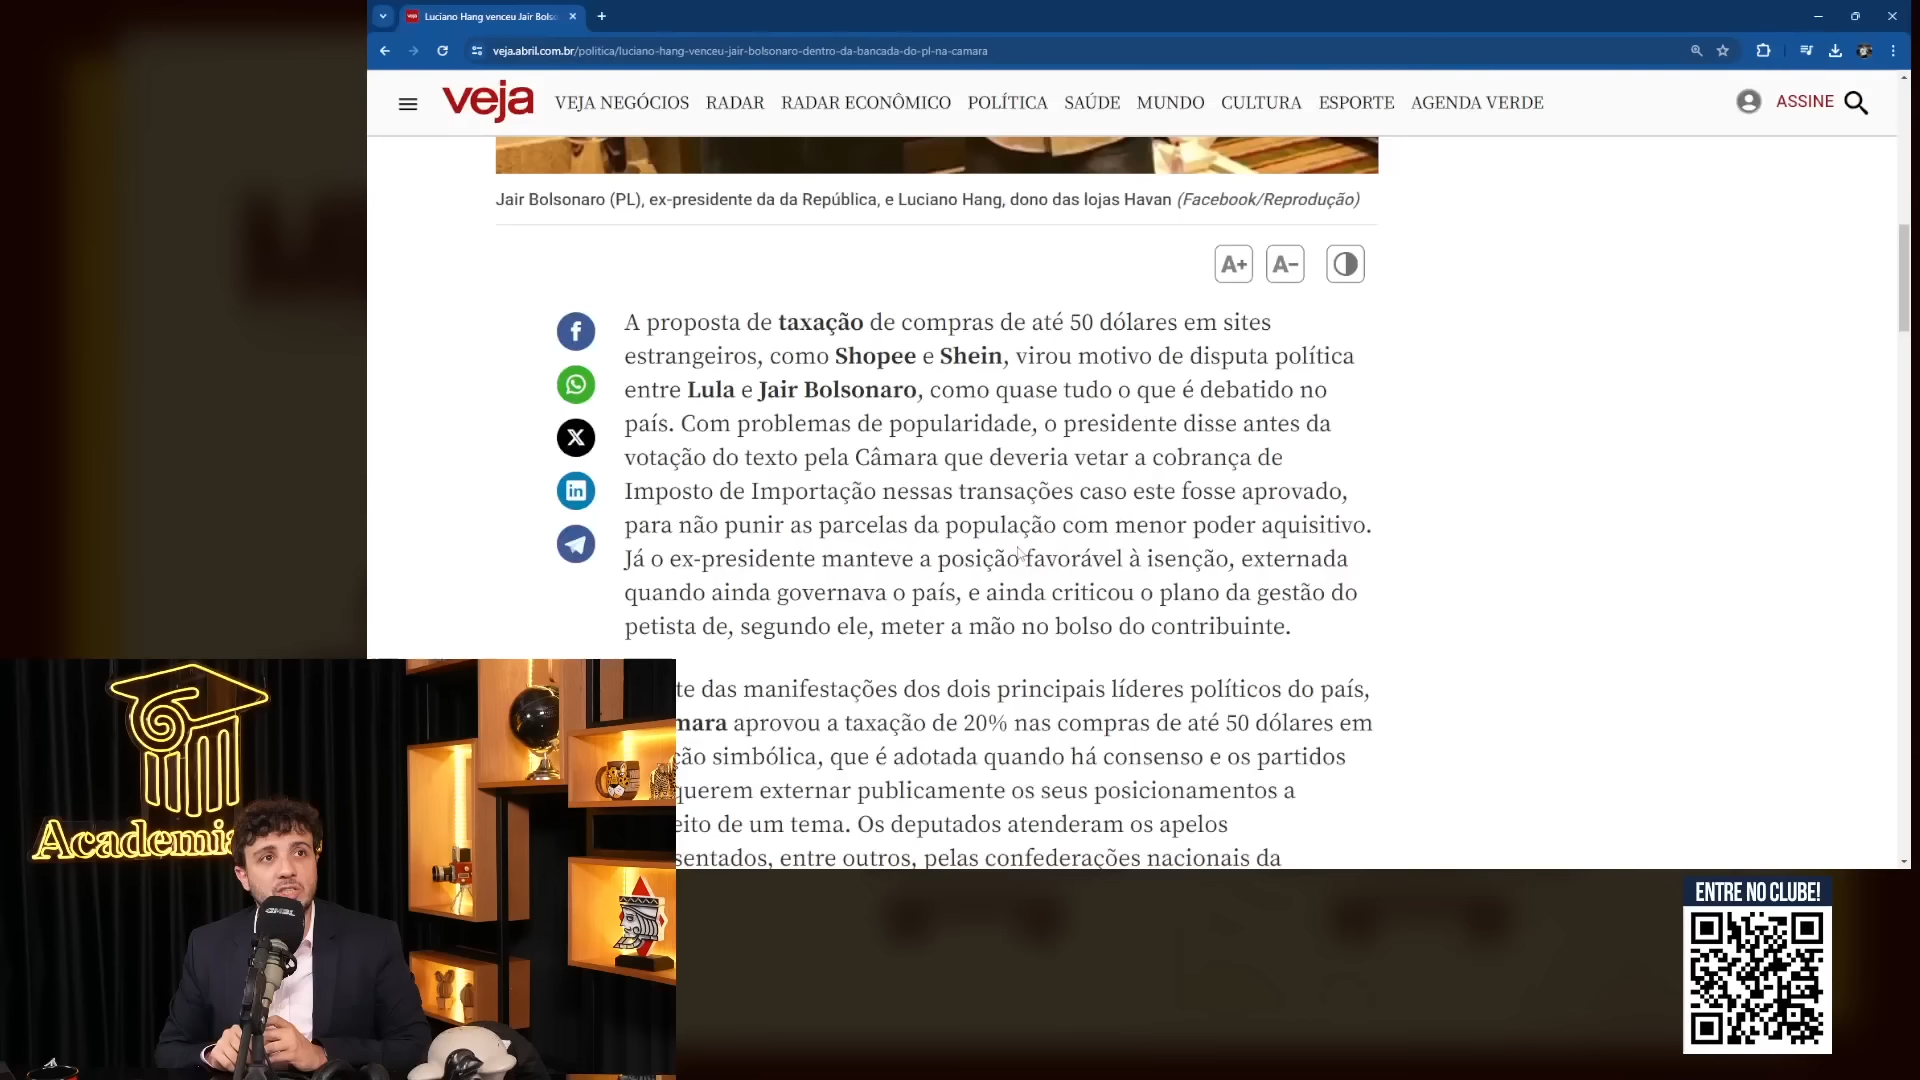 Luciano Hang venceu Jair Bols
veja.abril.com.br/politica/luciano-hang-venceu-jair-bolsonaro-dentro-da-bancada-do-pl-na-camara
veja
VEJA NEGÓCIOS RADAR RADAR ECONÔMICO POLÍTICA SAÚDE MUNDO CULTURA ESPORTE AGENDA VERDE
ASSINE
Jair Bolsonaro (PL), ex-presidente da da República, e Luciano Hang, dono das lojas Havan (Facebook/Reprodução)
A+ A-
A proposta de taxação de compras de até 50 dólares em sites
estrangeiros, como Shopee e Shein, virou motivo de disputa política
entre Lula e Jair Bolsonaro, como quase tudo o que é debatido no
país. Com problemas de popularidade, o presidente disse antes da
votação do texto pela Câmara que deveria vetar a cobrança de
Imposto de Importação nessas transações caso este fosse aprovado,
para não punir as parcelas da população com menor poder aquisitivo.
Já o ex-presidente manteve a posição favorável à isenção, externada
quando ainda governava o país, e ainda criticou o plano da gestão do
petista de, segundo ele, meter a mão no bolso do contribuinte.
te das manifestações dos dois principais líderes políticos do país,
mara aprovou a taxação de 20% nas compras de até 50 dólares em
ção simbólica, que é adotada quando há consenso e os partidos
querem externar publicamente os seus posicionamentos a
eito de um tema. Os deputados atenderam os apelos
sentados, entre outros, pelas confederações nacionais da
Academia
ENTRE NO CLUBE!